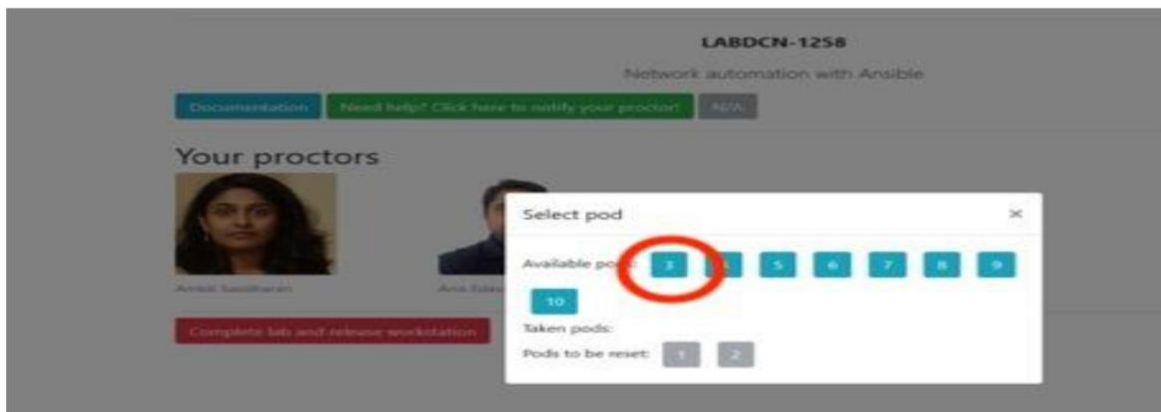 LABDCN-1258
Network automation with Ansible
Documentation Need help? Click here to notify your proctor! N/A
Your proctors
Select pod ×
Available po 3 5 6 7 8 9
10
Taken pods:
Pods to be reset: 1 2
Complete lab and release workstation